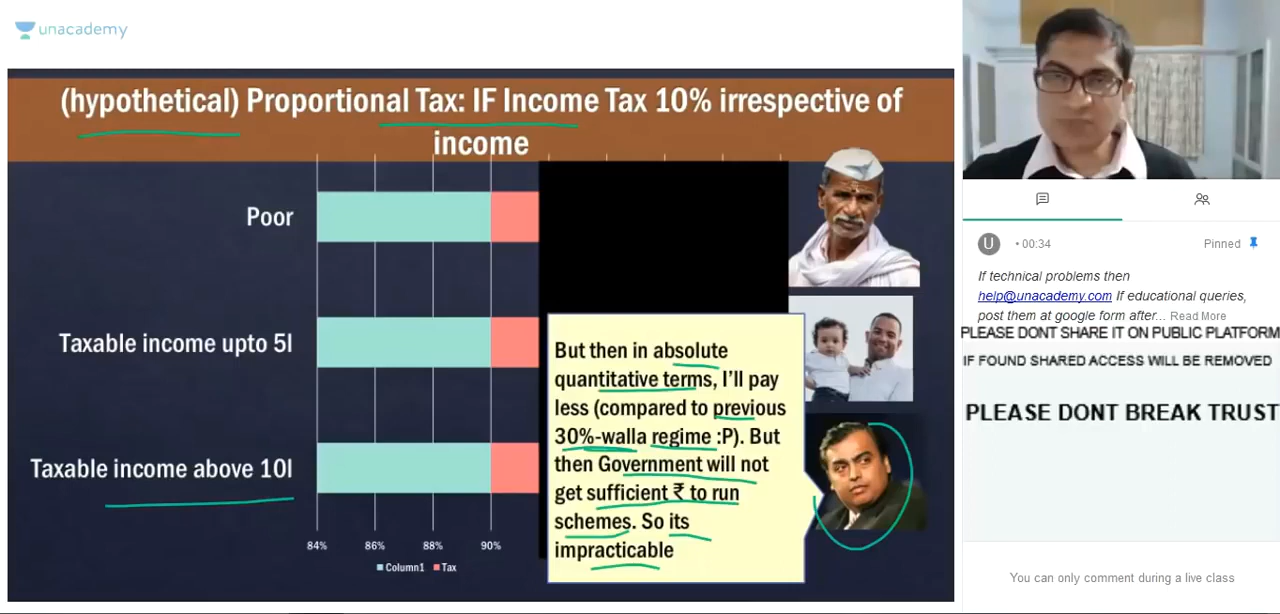 unacademy
(hypothetical) Proportional Tax: IF Income Tax 10% irrespective of
income
Poor
Taxable income upto 5l
Taxable income above 10l
84%
86%
88%
90%
Column1
Tax
But then in absolute
quantitative terms, I'll pay
less (compared to previous
30%-walla regime :P). But
then Government will not
get sufficient ₹ to run
schemes. So its
impracticable
U
• 00:34
Pinned
If technical problems then
help@unacademy.com If educational queries,
post them at google form after... Read More
PLEASE DONT SHARE IT ON PUBLIC PLATFORM
IF FOUND SHARED ACCESS WILL BE REMOVED
PLEASE DONT BREAK TRUST
You can only comment during a live class